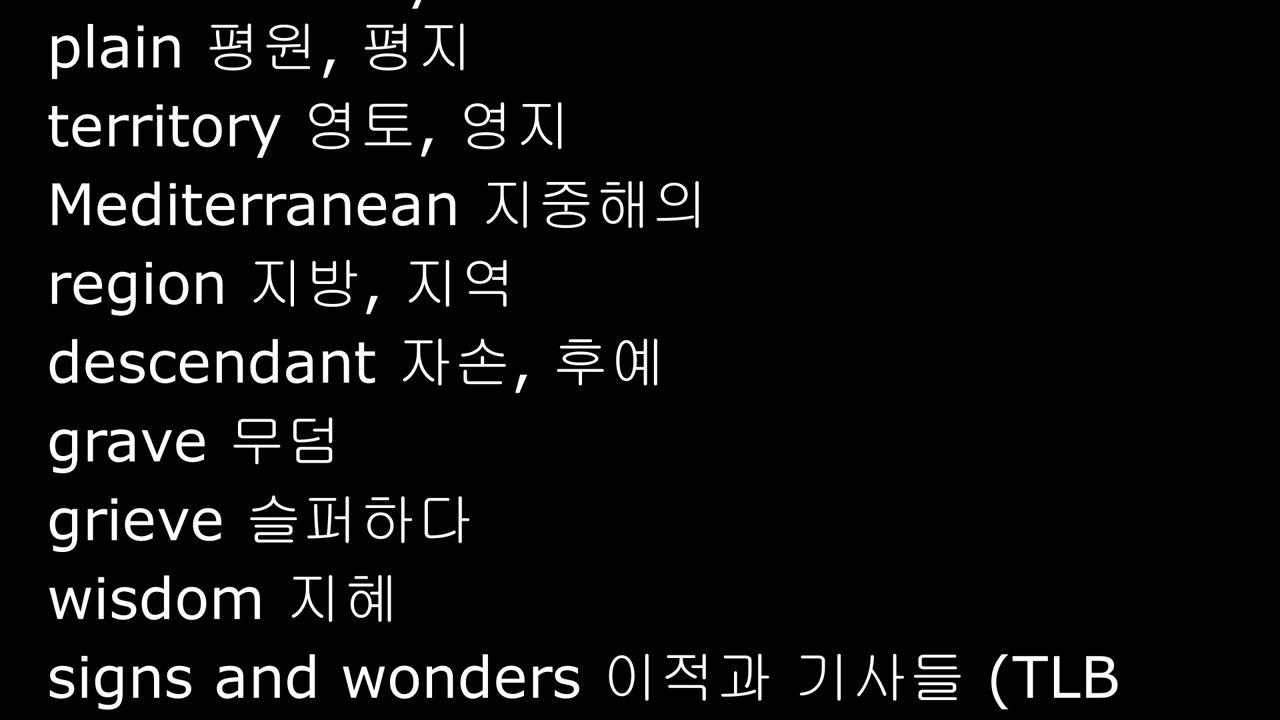 plain 평원, 평지
territory 영토, 영지
Mediterranean 지중해의
region 지방, 지역
descendant 자손, 후예
grave 무덤
grieve 슬퍼하다
wisdom 지혜
signs and wonders 이적과 기사들 (TLB